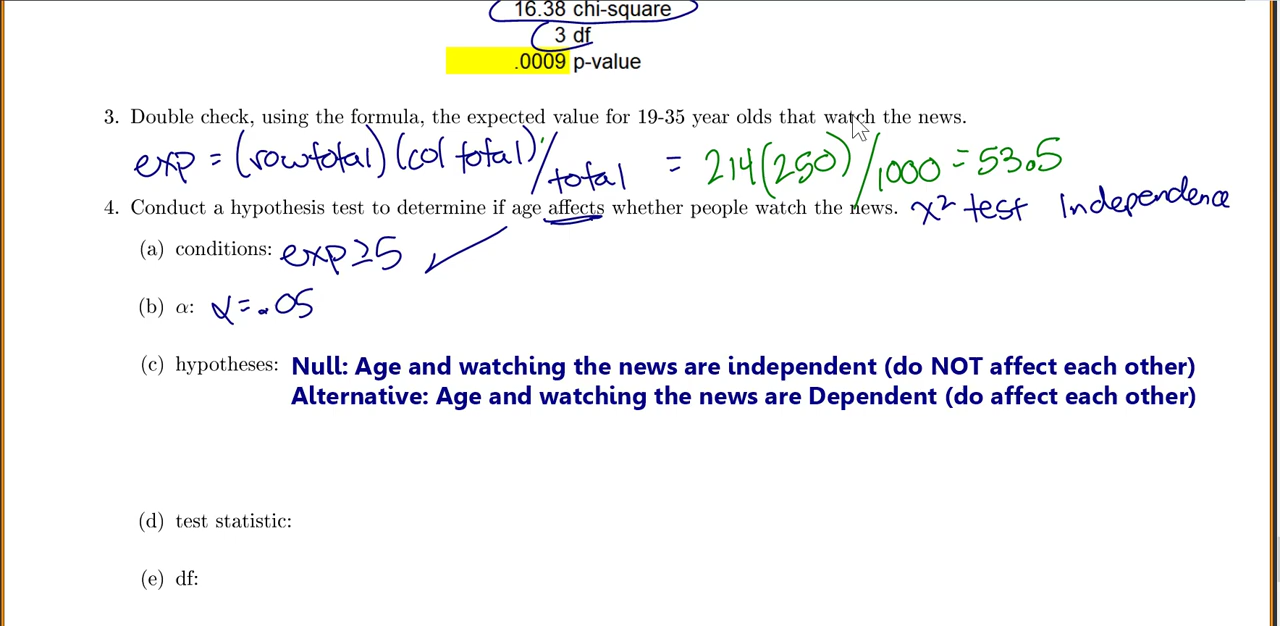 16.38 chi-square
3 df
.0009 p-value
3. Double check, using the formula, the expected value for 19-35 year olds that watch the news.
exp = (row total) (col total) / total = 214(250)/1000 = 53.5
4. Conduct a hypothesis test to determine if age affects whether people watch the news. x² test Independence
(a) conditions: exp ≥ 5 ✓
(b) α: α = .05
(c) hypotheses: Null: Age and watching the news are independent (do NOT affect each other)
Alternative: Age and watching the news are Dependent (do affect each other)
(d) test statistic:
(e) df: